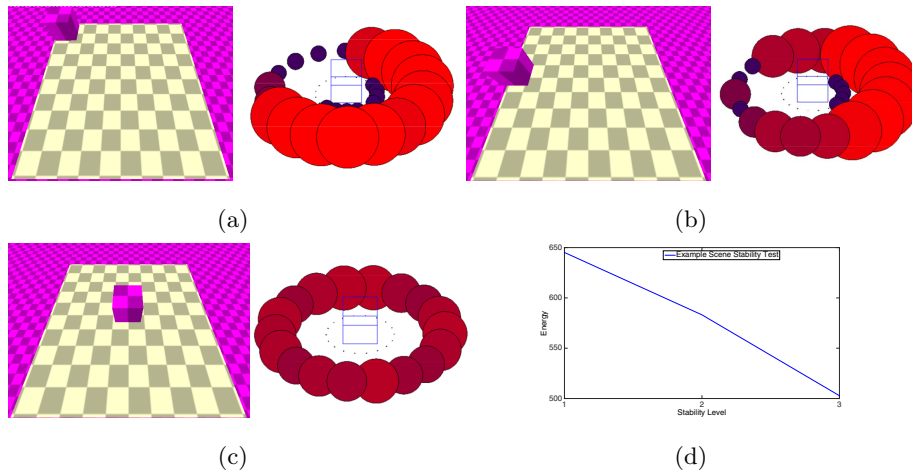 (a)
(b)
(c)
650
600
550
500
Energy
Example Scene Stability Test
1
2
3
Stability Level
(d)